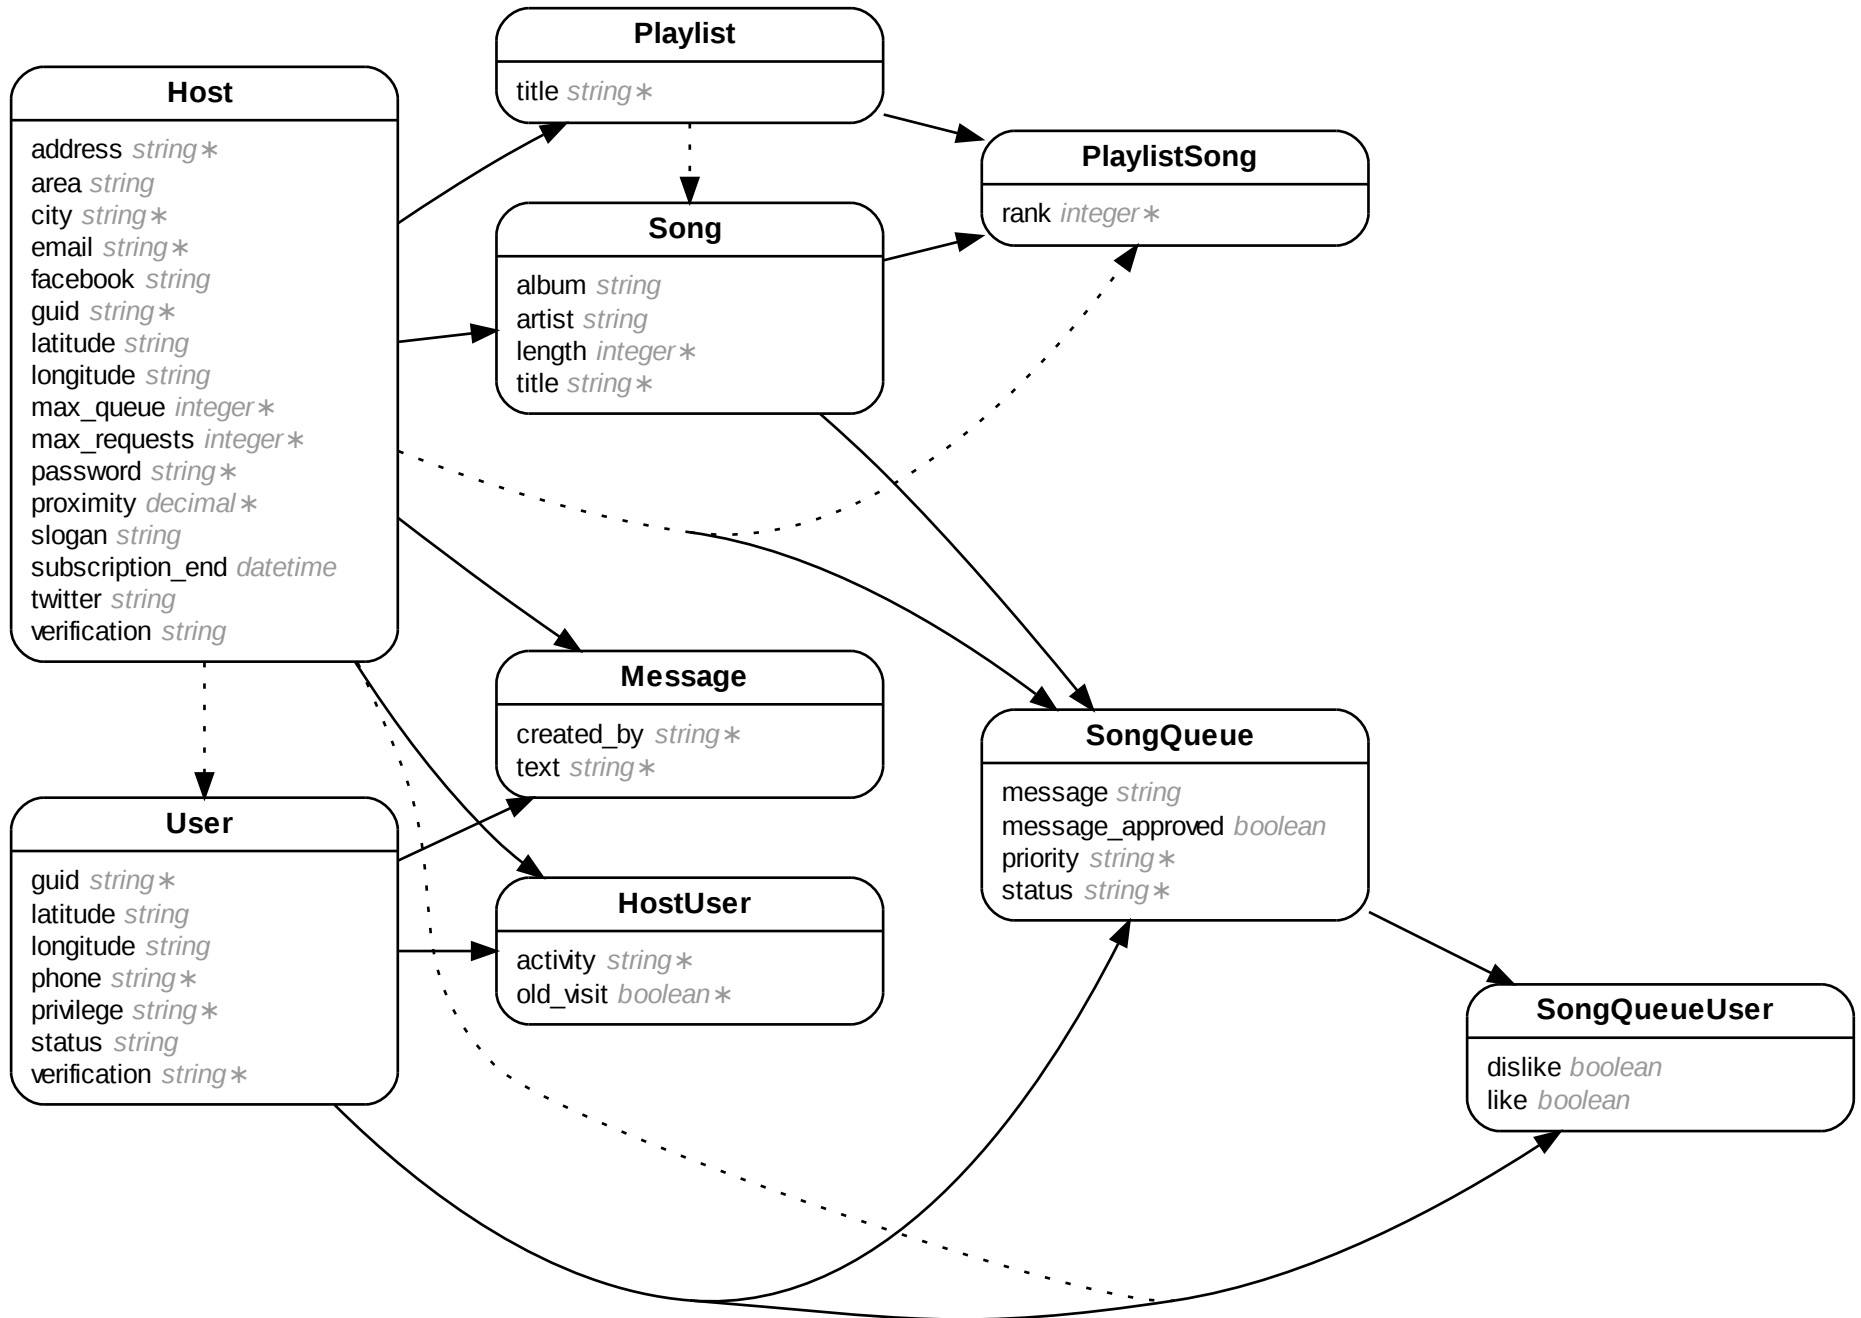 Host
address string∗
area string
city string∗
email string∗
facebook string
guid string∗
latitude string
longitude string
max_queue integer∗
max_requests integer∗
password string∗
proximity decimal∗
slogan string
subscription_end datetime
twitter string
verification string
Playlist
title string∗
PlaylistSong
rank integer∗
Song
album string
artist string
length integer∗
title string∗
Message
created_by string∗
text string∗
SongQueue
message string
message_approved boolean
priority string∗
status string∗
User
guid string∗
latitude string
longitude string
phone string∗
privilege string∗
status string
verification string∗
HostUser
activity string∗
old_visit boolean∗
SongQueueUser
dislike boolean
like boolean